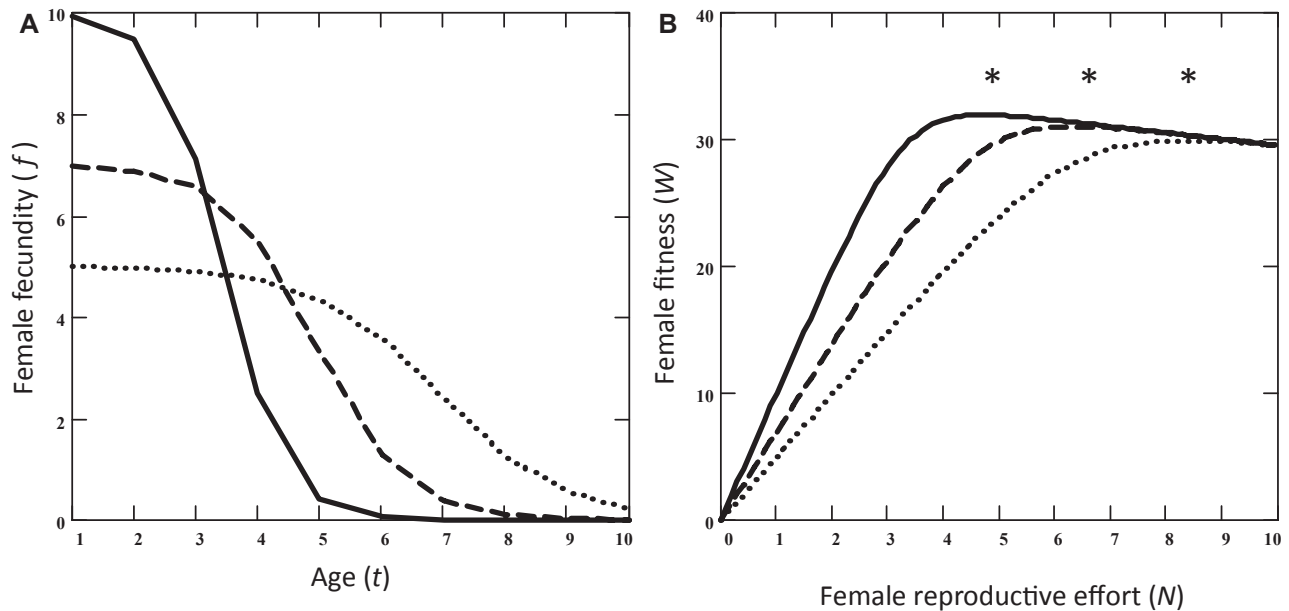 A
10
8
6
4
2
0
Female fecundity ( f )
1 2 3 4 5 6 7 8 9 10
Age (t)
B
40
30
20
10
0
Female fitness (W)
* * *
0 1 2 3 4 5 6 7 8 9 10
Female reproductive effort (N)